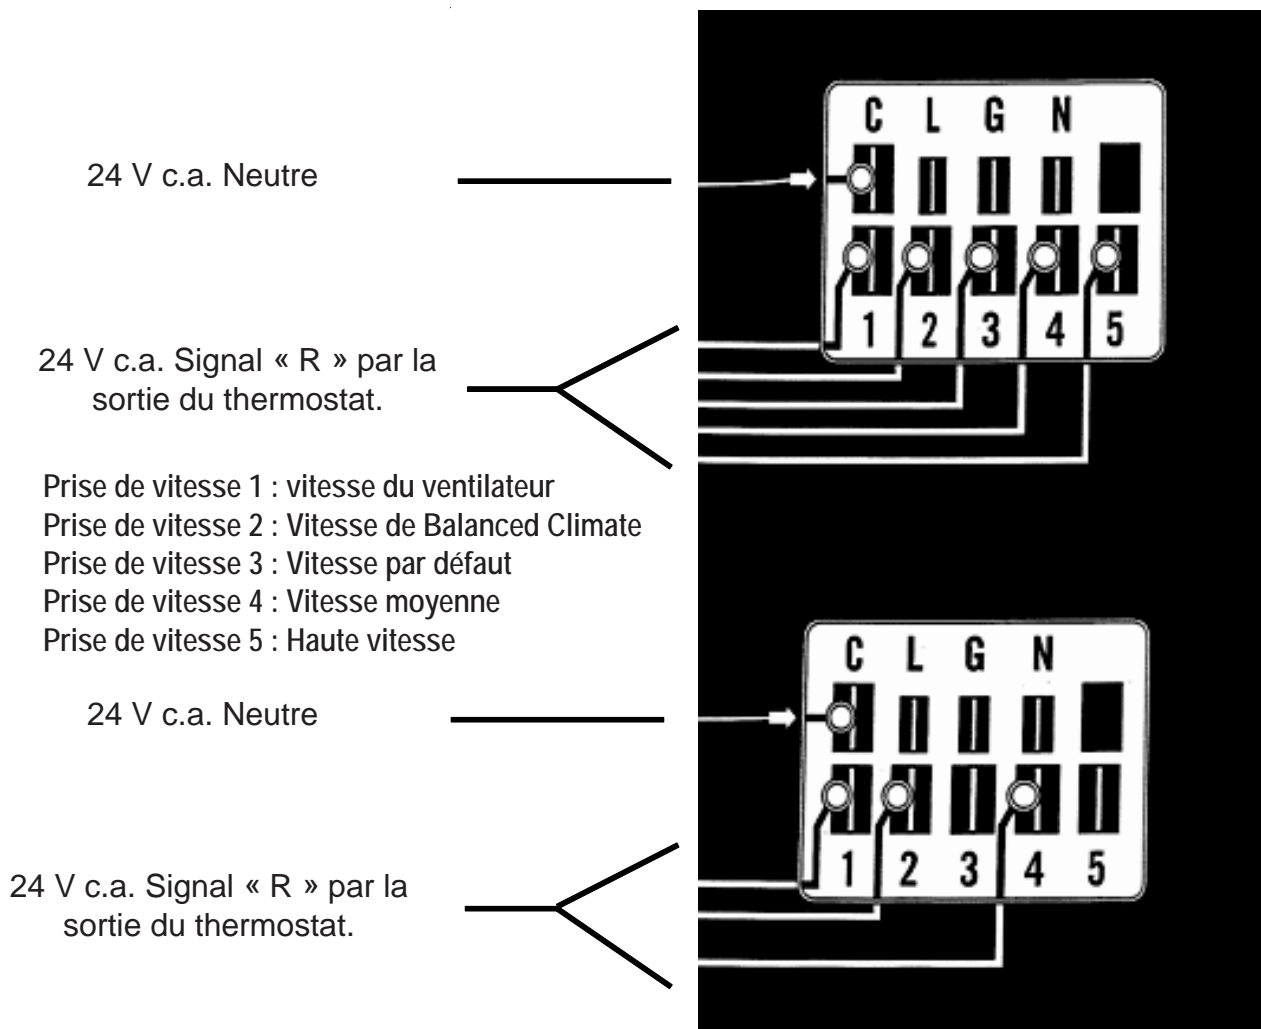 C L G N
24 V c.a. Neutre
1 2 3 4 5
24 V c.a. Signal « R » par la
sortie du thermostat.
Prise de vitesse 1 : vitesse du ventilateur
Prise de vitesse 2 : Vitesse de Balanced Climate
Prise de vitesse 3 : Vitesse par défaut
Prise de vitesse 4 : Vitesse moyenne
Prise de vitesse 5 : Haute vitesse
C L G N
24 V c.a. Neutre
1 2 3 4 5
24 V c.a. Signal « R » par la
sortie du thermostat.